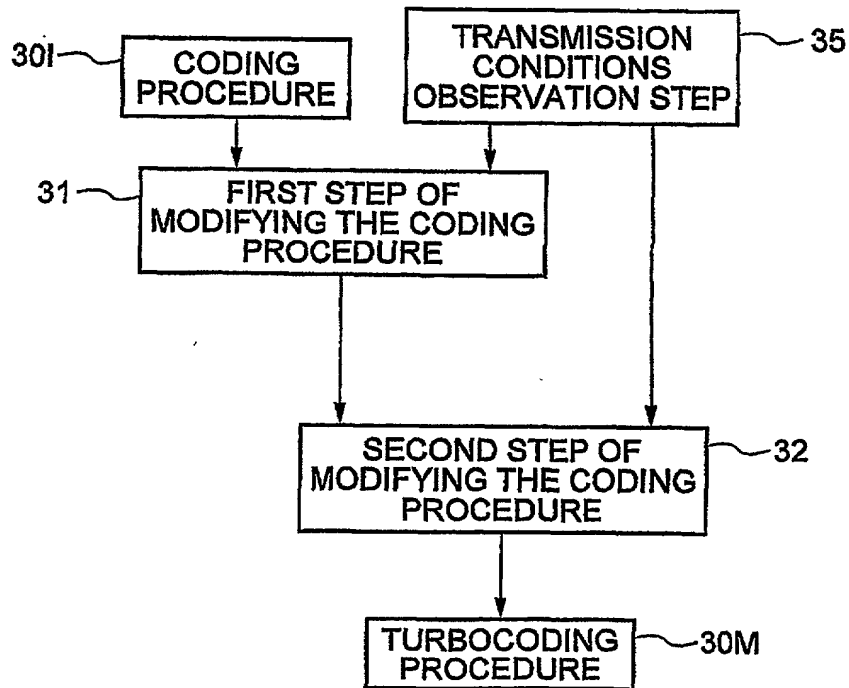 30I
CODING
PROCEDURE
TRANSMISSION
CONDITIONS
OBSERVATION STEP
35
31
FIRST STEP OF
MODIFYING THE CODING
PROCEDURE
SECOND STEP OF
MODIFYING THE CODING
PROCEDURE
32
TURBOCODING
PROCEDURE
30M